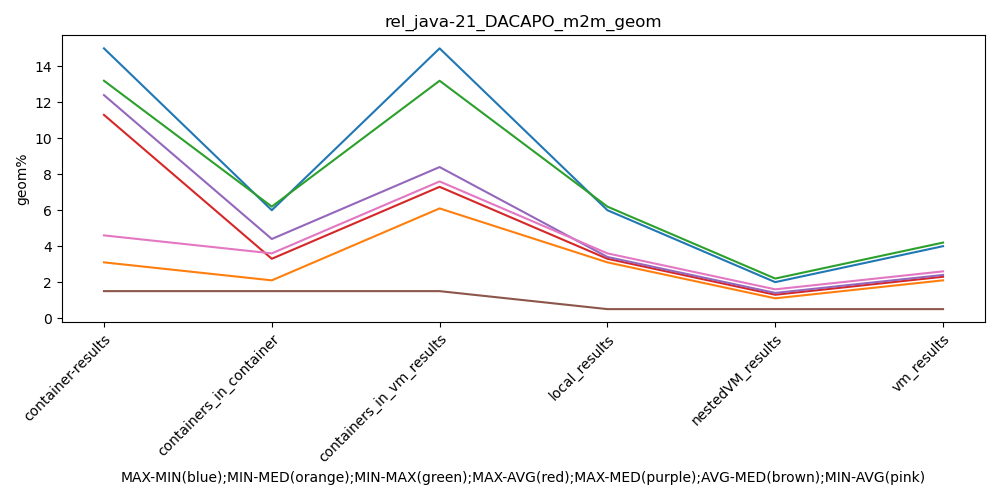 rel_java-21_DACAPO_m2m_geom
geom%
14
12
10
8
6
4
2
0
container-results
containers_in_container
containers_in_vm_results
local_results
nestedVM_results
vm_results
MAX-MIN(blue);MIN-MED(orange);MIN-MAX(green);MAX-AVG(red);MAX-MED(purple);AVG-MED(brown);MIN-AVG(pink)